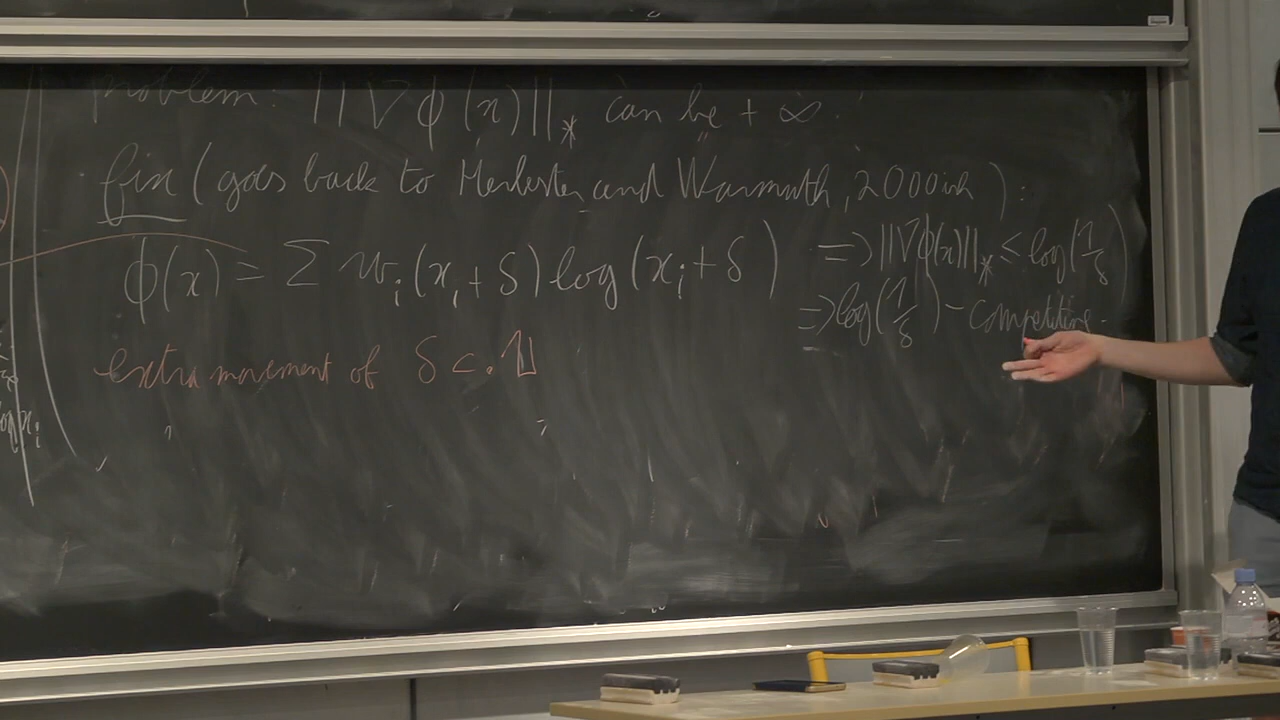 problem: ||∇φ(x)||_* can be + ∞.
fix (goes back to Herbster and Warmuth, 2000ish):
φ(x) = Σ w_i(x_i + δ) log(x_i + δ) => ||∇φ(x)||_* ≤ log(1/δ)
=> log(1/δ) - competitive.
extra movement of δ c. 1